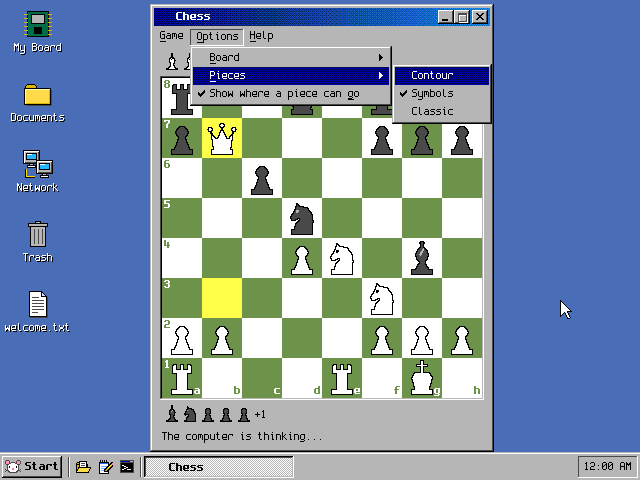 Chess
Game Options Help
Board
Pieces
Show where a piece can go
Contour
Symbols
Classic
My Board
Documents
Network
Trash
welcome.txt
8
7
6
5
4
3
2
1
a b c d e f g h
+1
The computer is thinking...
Start
Chess
12:00 AM